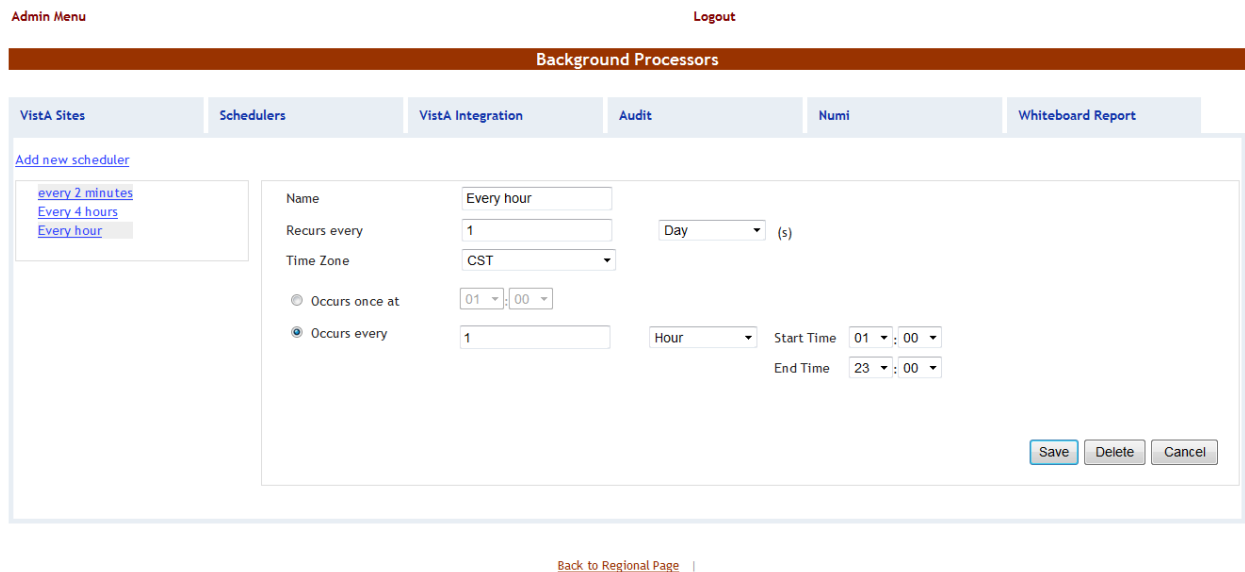 Admin Menu Logout
Background Processors
VistA Sites Schedulers VistA Integration Audit Numi Whiteboard Report
Add new scheduler
every 2 minutes
Every 4 hours
Every hour
Name Every hour
Recurs every 1 Day (s)
Time Zone CST
Occurs once at 01 : 00
Occurs every 1 Hour Start Time 01 : 00
End Time 23 : 00
Save Delete Cancel
Back to Regional Page |